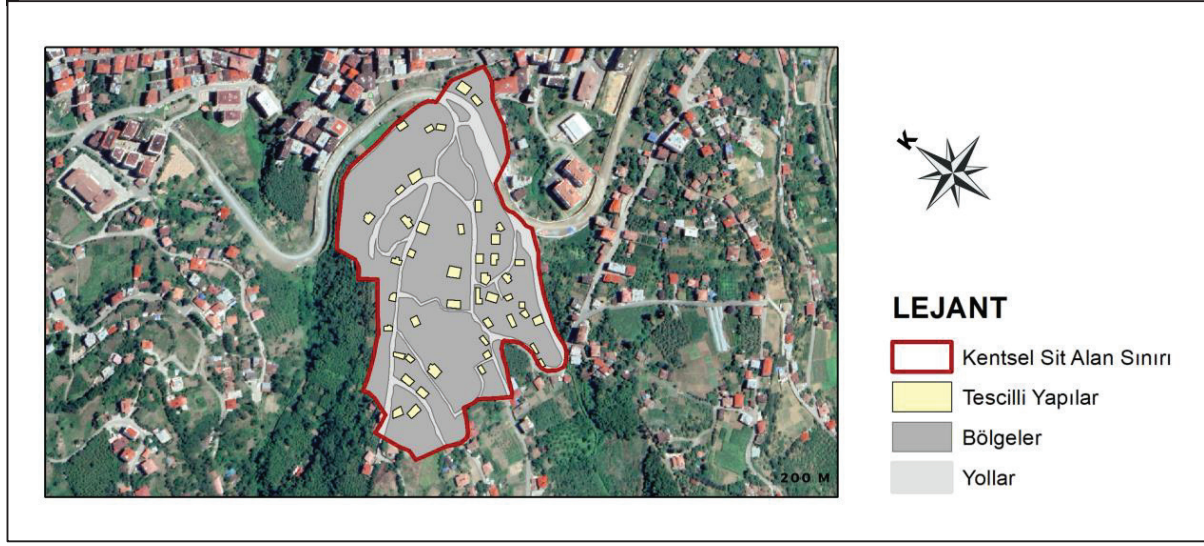 K
LEJANT
Kentsel Sit Alan Sınırı
Tescilli Yapılar
Bölgeler
Yollar
200 M